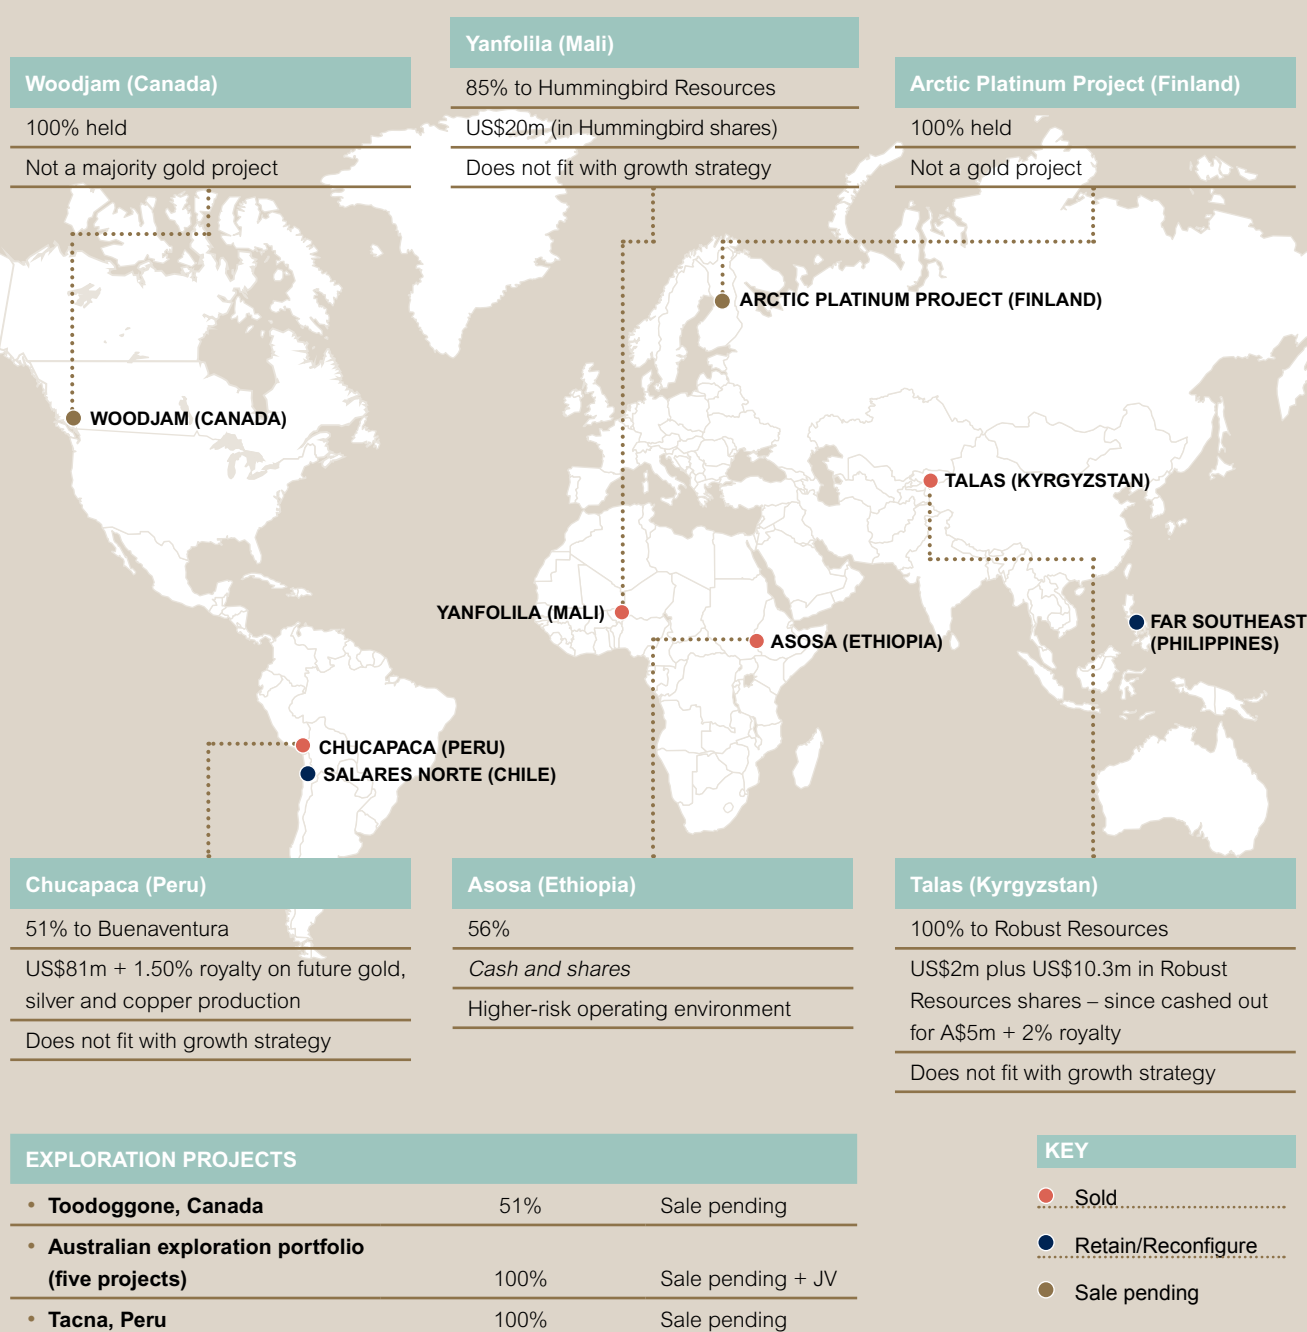 Woodjam (Canada)
100% held
Not a majority gold project
Yanfolila (Mali)
85% to Hummingbird Resources
US$20m (in Hummingbird shares)
Does not fit with growth strategy
Arctic Platinum Project (Finland)
100% held
Not a gold project
ARCTIC PLATINUM PROJECT (FINLAND)
WOODJAM (CANADA)
TALAS (KYRGYZSTAN)
YANFOLILA (MALI)
FAR SOUTHEAST
(PHILIPPINES)
ASOSA (ETHIOPIA)
CHUCAPACA (PERU)
SALARES NORTE (CHILE)
Chucapaca (Peru)
51% to Buenaventura
US$81m + 1.50% royalty on future gold,
silver and copper production
Does not fit with growth strategy
Asosa (Ethiopia)
56%
Cash and shares
Higher-risk operating environment
Talas (Kyrgyzstan)
100% to Robust Resources
US$2m plus US$10.3m in Robust
Resources shares – since cashed out
for A$5m + 2% royalty
Does not fit with growth strategy
EXPLORATION PROJECTS
• Toodoggone, Canada 51% Sale pending
• Australian exploration portfolio
(five projects) 100% Sale pending + JV
• Tacna, Peru 100% Sale pending
KEY
Sold
Retain/Reconfigure
Sale pending